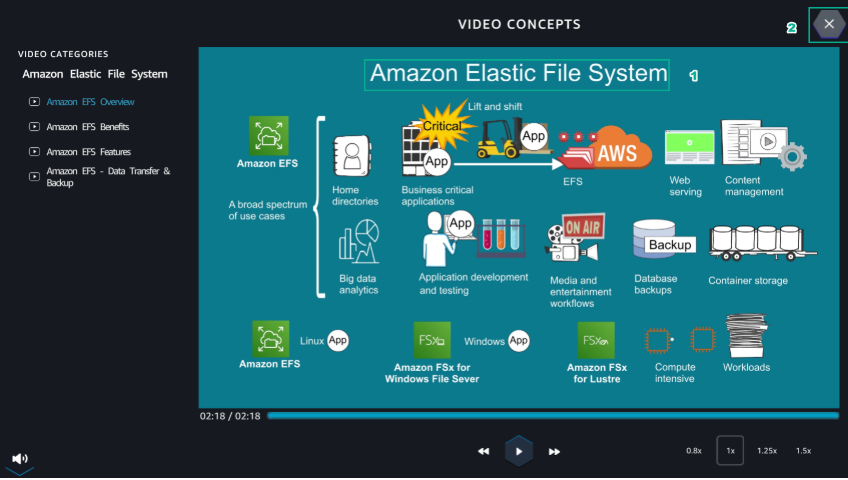 VIDEO CONCEPTS
2
VIDEO CATEGORIES
Amazon Elastic File System
Amazon EFS Overview
Amazon EFS Benefits
Amazon EFS Features
Amazon EFS - Data Transfer &
Backup
Amazon Elastic File System
1
Lift and shift
Critical
App
App
AWS
Amazon EFS
EFS
Home
directories
Business critical
applications
Web
serving
Content
management
A broad spectrum
of use cases
App
ON AIR
Backup
Big data
analytics
Application development
and testing
Media and
entertainment
workflows
Database
backups
Container storage
Amazon EFS
Linux
App
FSx
Amazon FSx for
Windows File Sever
Windows
App
FSx
Amazon FSx
for Lustre
Compute
intensive
Workloads
02:18 / 02:18
0.8x
1x
1.25x
1.5x